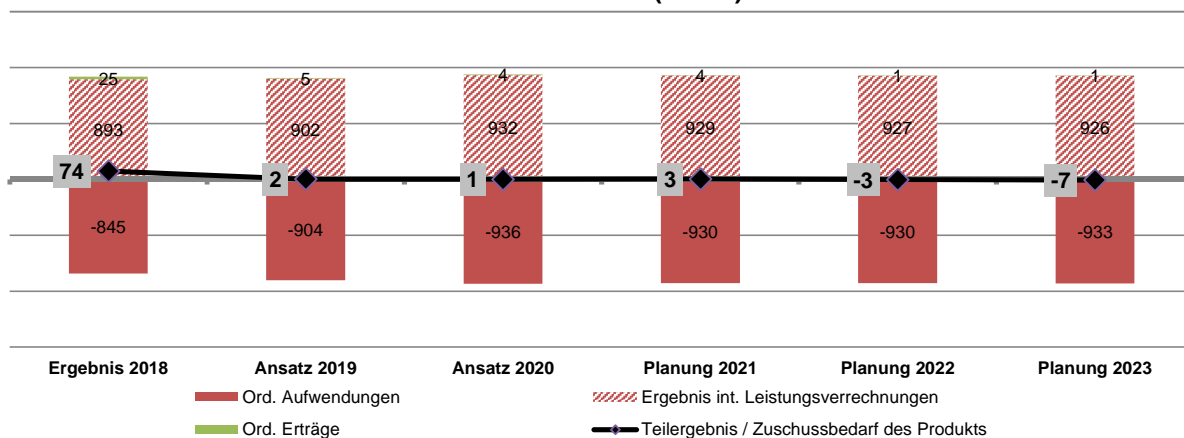 25 5 4 4 1 1
893 902 932 929 927 926
74 2 1 3 -3 -7
-845 -904 -936 -930 -930 -933
Ergebnis 2018 Ansatz 2019 Ansatz 2020 Planung 2021 Planung 2022 Planung 2023
Ord. Aufwendungen Ergebnis int. Leistungsverrechnungen
Ord. Erträge Teilergebnis / Zuschussbedarf des Produkts